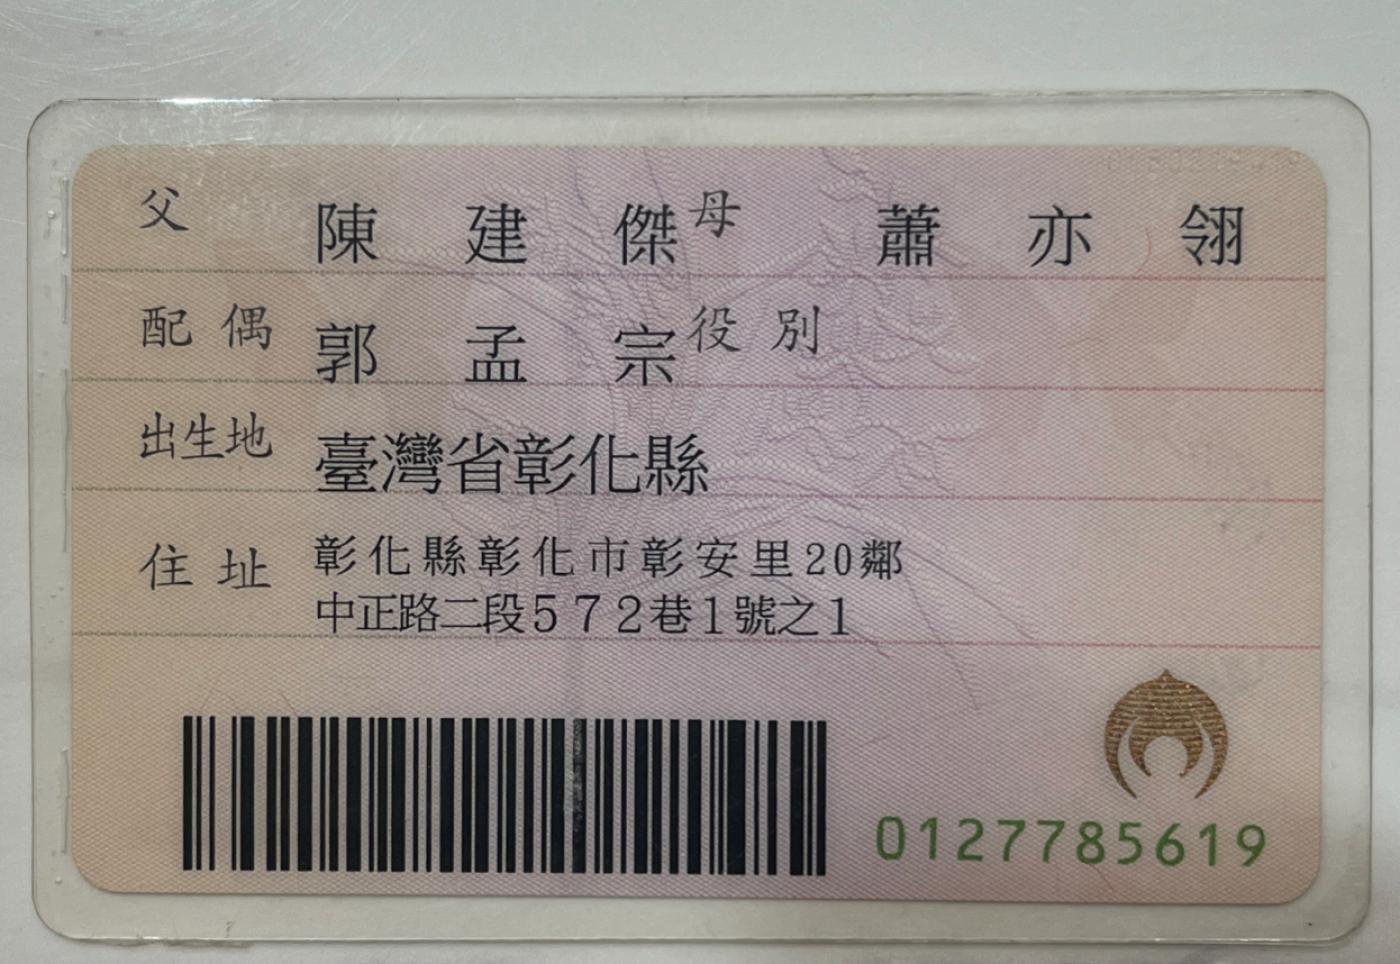 父 陳建傑 母 蕭亦翎
配偶 郭孟宗 役別
出生地 臺灣省彰化縣
住址 彰化縣彰化市彰安里20鄰
中正路二段572巷1號之1
0127785619